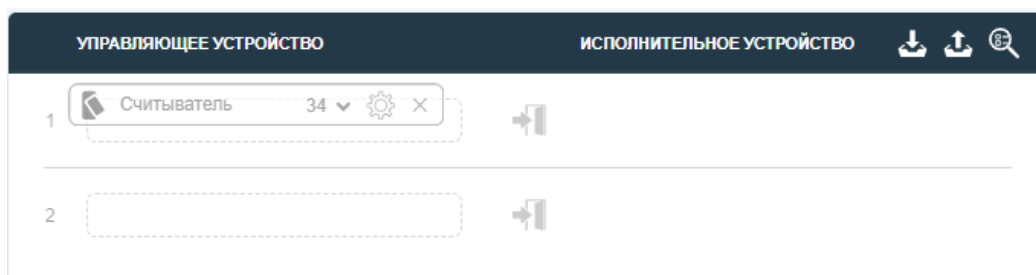 УПРАВЛЯЮЩЕЕ УСТРОЙСТВО ИСПОЛНИТЕЛЬНОЕ УСТРОЙСТВО
1 Считыватель 34
2